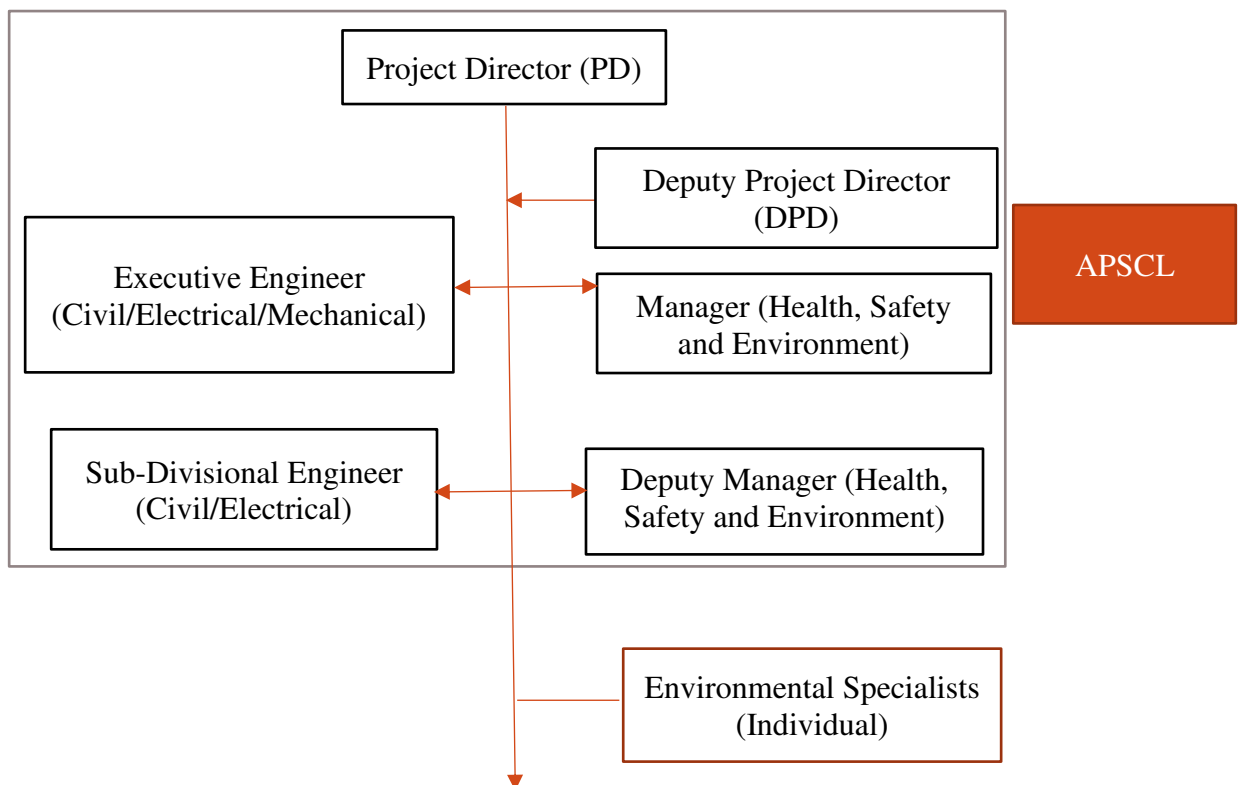 Project Director (PD)
Deputy Project Director
(DPD)
APSCL
Executive Engineer
(Civil/Electrical/Mechanical)
Manager (Health, Safety
and Environment)
Sub-Divisional Engineer
(Civil/Electrical)
Deputy Manager (Health,
Safety and Environment)
Environmental Specialists
(Individual)